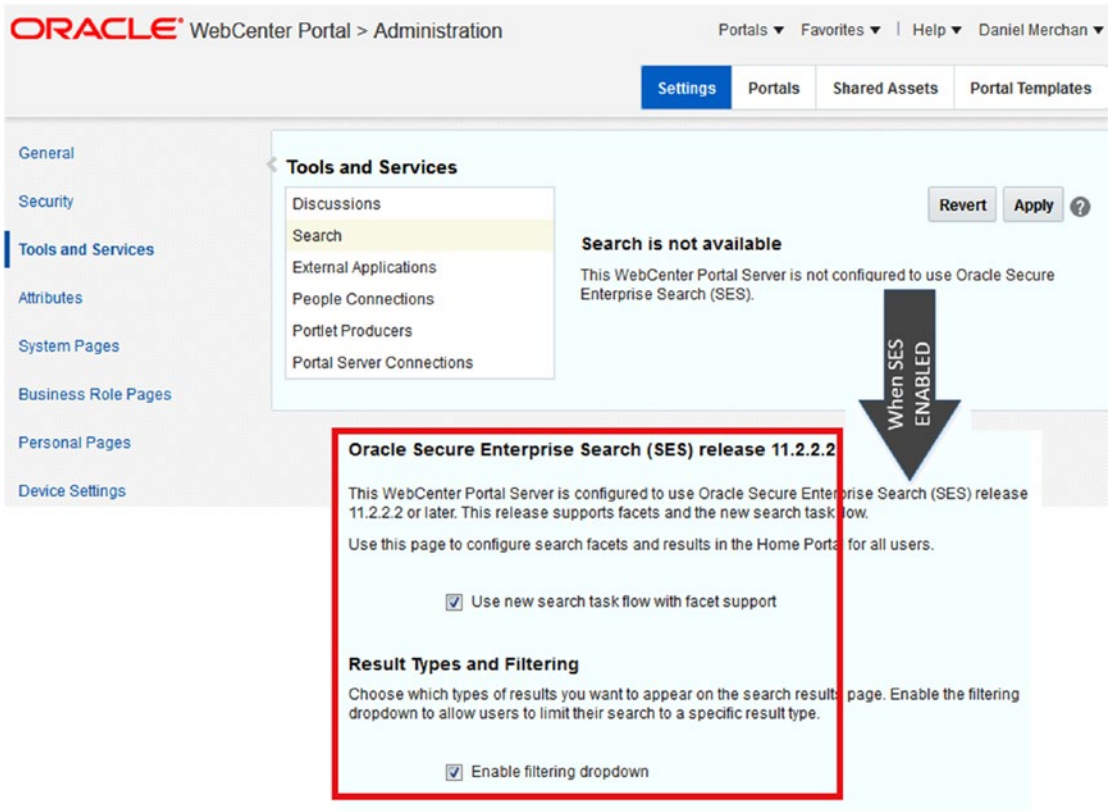 ORACLE WebCenter Portal > Administration
Portals Favorites Help Daniel Merchan
Settings Portals Shared Assets Portal Templates
General
Security
Tools and Services
Attributes
System Pages
Business Role Pages
Personal Pages
Device Settings
Tools and Services
Discussions
Search
External Applications
People Connections
Portlet Producers
Portal Server Connections
Revert Apply ?
Search is not available
This WebCenter Portal Server is not configured to use Oracle Secure
Enterprise Search (SES).
When SES
ENABLED
Oracle Secure Enterprise Search (SES) release 11.2.2.2
This WebCenter Portal Server is configured to use Oracle Secure Enterprise Search (SES) release
11.2.2.2 or later. This release supports facets and the new search task flow.
Use this page to configure search facets and results in the Home Portal for all users.
Use new search task flow with facet support
Result Types and Filtering
Choose which types of results you want to appear on the search results page. Enable the filtering
dropdown to allow users to limit their search to a specific result type.
Enable filtering dropdown